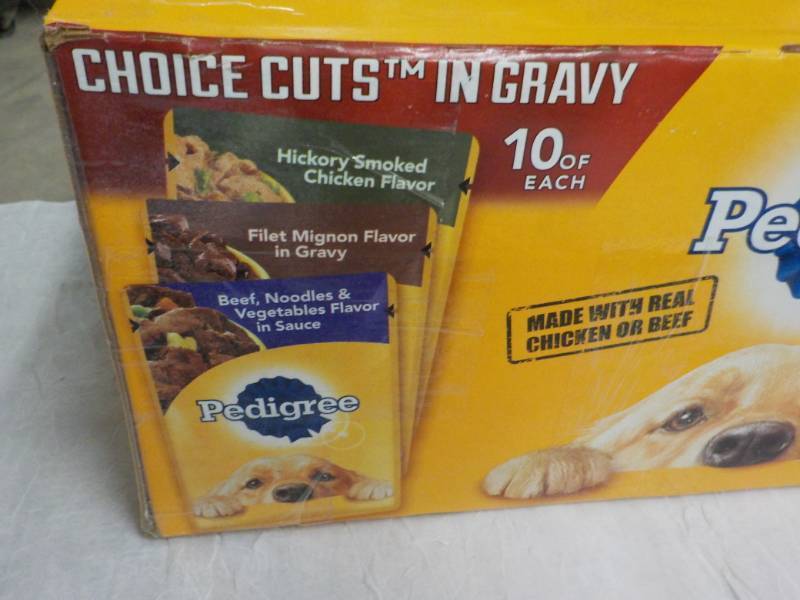 CHOICE CUTS™ IN GRAVY
10 OF
EACH
Hickory Smoked
Chicken Flavor
Filet Mignon Flavor
in Gravy
Beef, Noodles &
Vegetables Flavor
in Sauce
Pedigree
Pe
MADE WITH REAL
CHICKEN OR BEEF